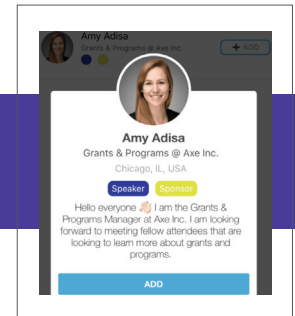 Amy Adisa
Grants & Programs @ Axe Inc.
+ ADD
Amy Adisa
Grants & Programs @ Axe Inc.
Chicago, IL, USA
Speaker Sponsor
Hello everyone 👋🏻 I am the Grants &
Programs Manager at Axe Inc. I am looking
forward to meeting fellow attendees that are
looking to learn more about grants and
programs.
ADD